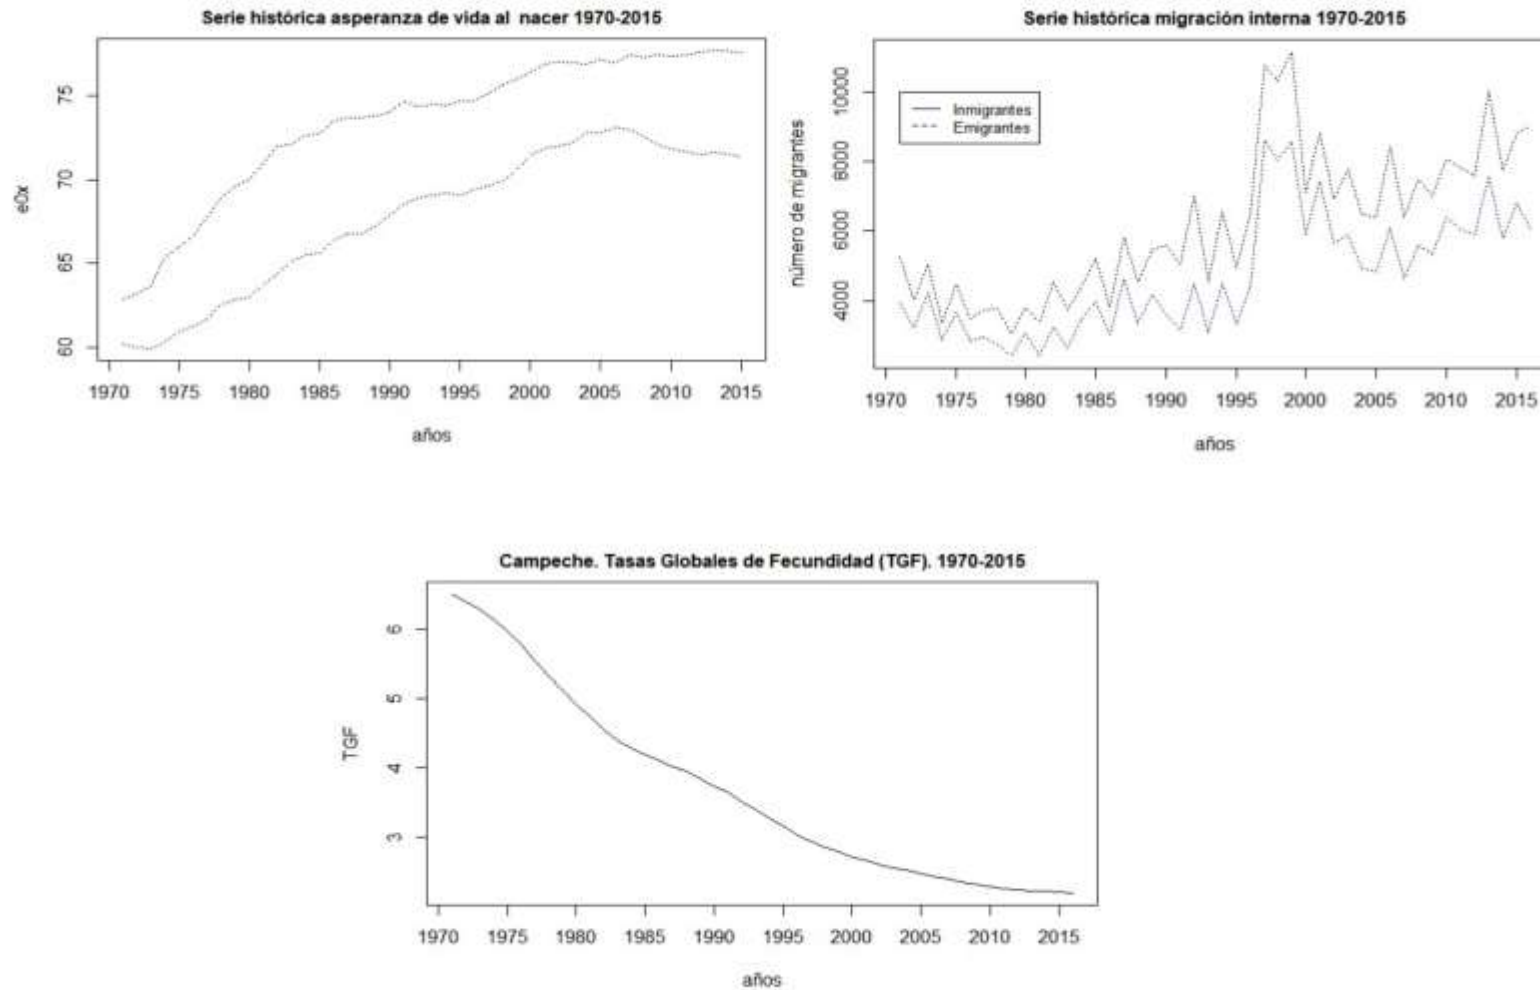 Serie histórica asperanza de vida al nacer 1970-2015
e0x
75
70
65
60
1970 1975 1980 1985 1990 1995 2000 2005 2010 2015
años
Serie histórica migración interna 1970-2015
número de migrantes
10000
8000
6000
4000
Inmigrantes
Emigrantes
1970 1975 1980 1985 1990 1995 2000 2005 2010 2015
años
Campeche. Tasas Globales de Fecundidad (TGF). 1970-2015
TGF
6
5
4
3
1970 1975 1980 1985 1990 1995 2000 2005 2010 2015
años